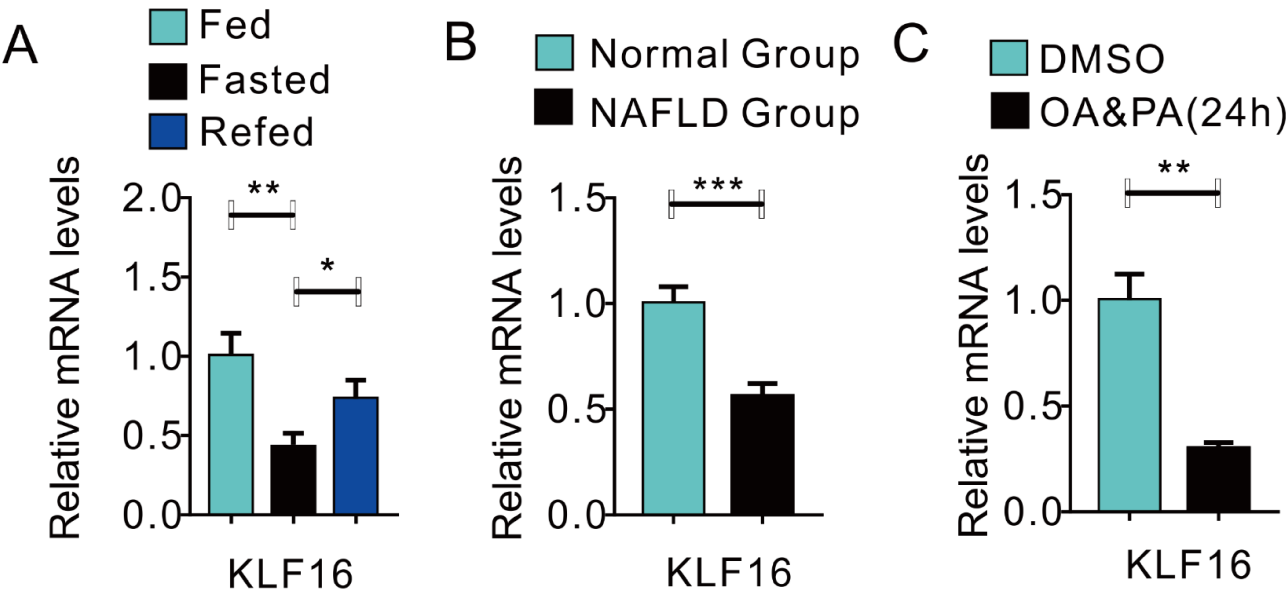 A
Fed
Fasted
Refed
Relative mRNA levels
2.0
1.5
1.0
0.5
0.0
**
*
KLF16
B
Normal Group
NAFLD Group
Relative mRNA levels
1.5
1.0
0.5
0.0
***
KLF16
C
DMSO
OA&PA(24h)
Relative mRNA levels
1.5
1.0
0.5
0.0
**
KLF16